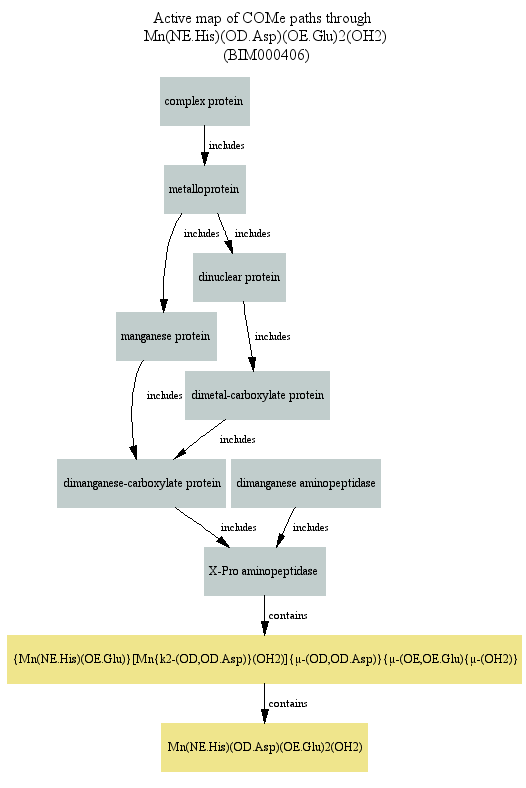 Active map of COMe paths through
Mn(NE.His)(OD.Asp)(OE.Glu)2(OH2)
(BIM000406)
complex protein
includes
metalloprotein
includes includes
dinuclear protein
manganese protein
includes
dimetal-carboxylate protein
includes
includes
dimanganese-carboxylate protein
dimanganese aminopeptidase
includes includes
X-Pro aminopeptidase
contains
{Mn(NE.His)(OE.Glu)}[Mn{k2-(OD,OD.Asp)}(OH2)]{μ-(OD,OD.Asp)}{μ-(OE,OE.Glu){μ-(OH2)}
contains
Mn(NE.His)(OD.Asp)(OE.Glu)2(OH2)